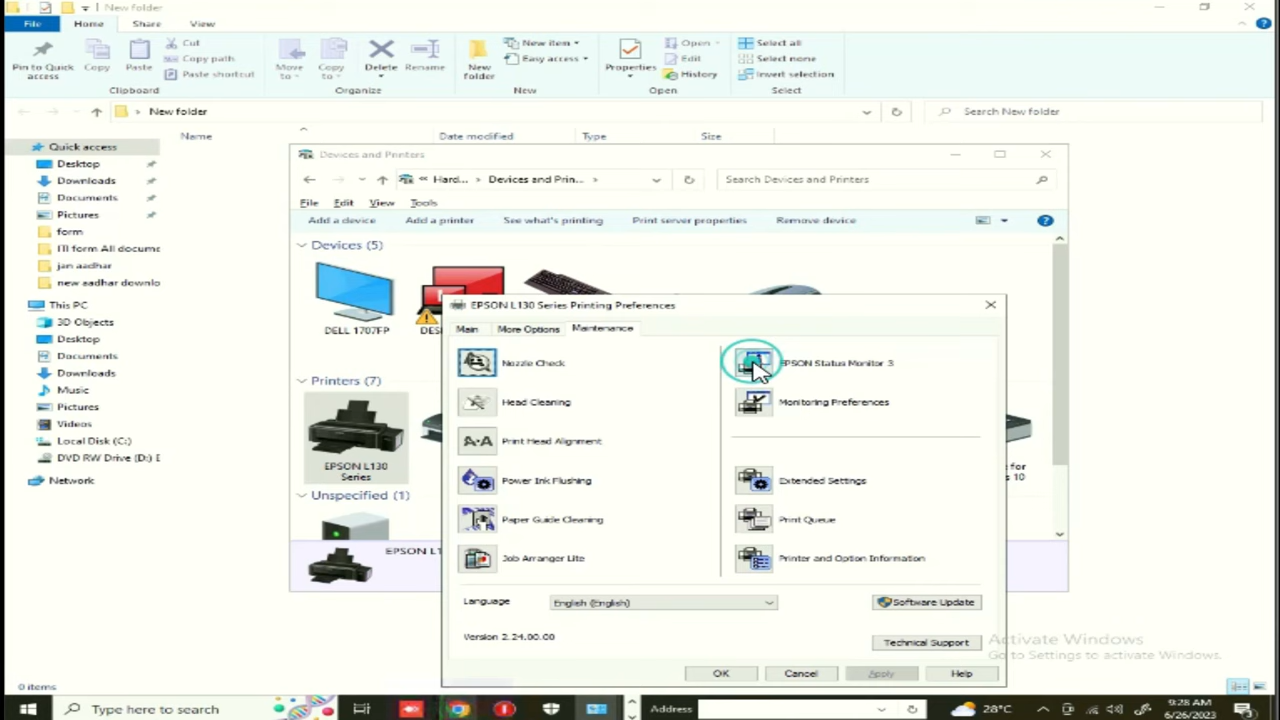 New folder
File Home Share View
Pin to Quick access
Copy
Paste
Cut
Copy path
Paste shortcut
Clipboard
Move to
Copy to
Delete
Rename
Organize
New folder
New item
Easy access
New
Properties
Open
Edit
History
Open
Select all
Select none
Invert selection
Select
New folder
Search New folder
Name Date modified Type Size
Quick access
Desktop
Downloads
Documents
Pictures
form
ITI form All docume
jan aadhar
new aadhar downlo
This PC
3D Objects
Desktop
Documents
Downloads
Music
Pictures
Videos
Local Disk (C:)
DVD RW Drive (D:) E
Network
0 items
Devices and Printers
« Hard... Devices and Prin...
Search Devices and Printers
File Edit View Tools
Add a device Add a printer See what's printing Print server properties Remove device
Devices (5)
DELL 1707FP
DES
Printers (7)
EPSON L130 Series
for
s 10
Unspecified (1)
EPSON L1
EPSON L130 Series Printing Preferences
Main More Options Maintenance
Nozzle Check
Head Cleaning
Print Head Alignment
Power Ink Flushing
Paper Guide Cleaning
Job Arranger Lite
EPSON Status Monitor 3
Monitoring Preferences
Extended Settings
Print Queue
Printer and Option Information
Language English (English)
Software Update
Version 2.24.00.00
Technical Support
OK Cancel Apply Help
Activate Windows
Go to Settings to activate Windows.
Type here to search
Address
28°C
9:28 AM
6/26/2023